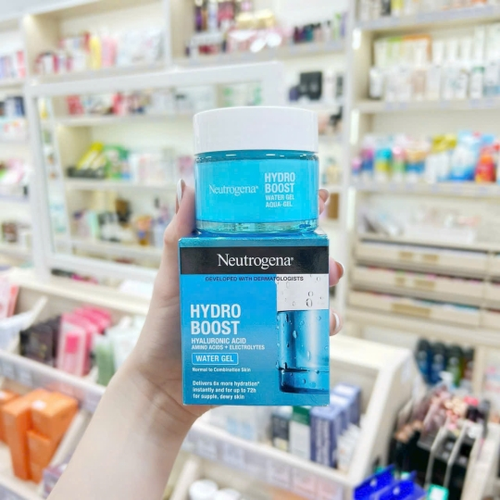 Neutrogena®
HYDRO
BOOST
WATER GEL
AQUA-GEL
Neutrogena®
DEVELOPED WITH DERMATOLOGISTS
HYDRO
BOOST
HYALURONIC ACID
AMINO ACIDS + ELECTROLYTES
WATER GEL
Normal to Combination Skin
Delivers 6x more hydration*
instantly and for up to 72h
for supple, dewy skin